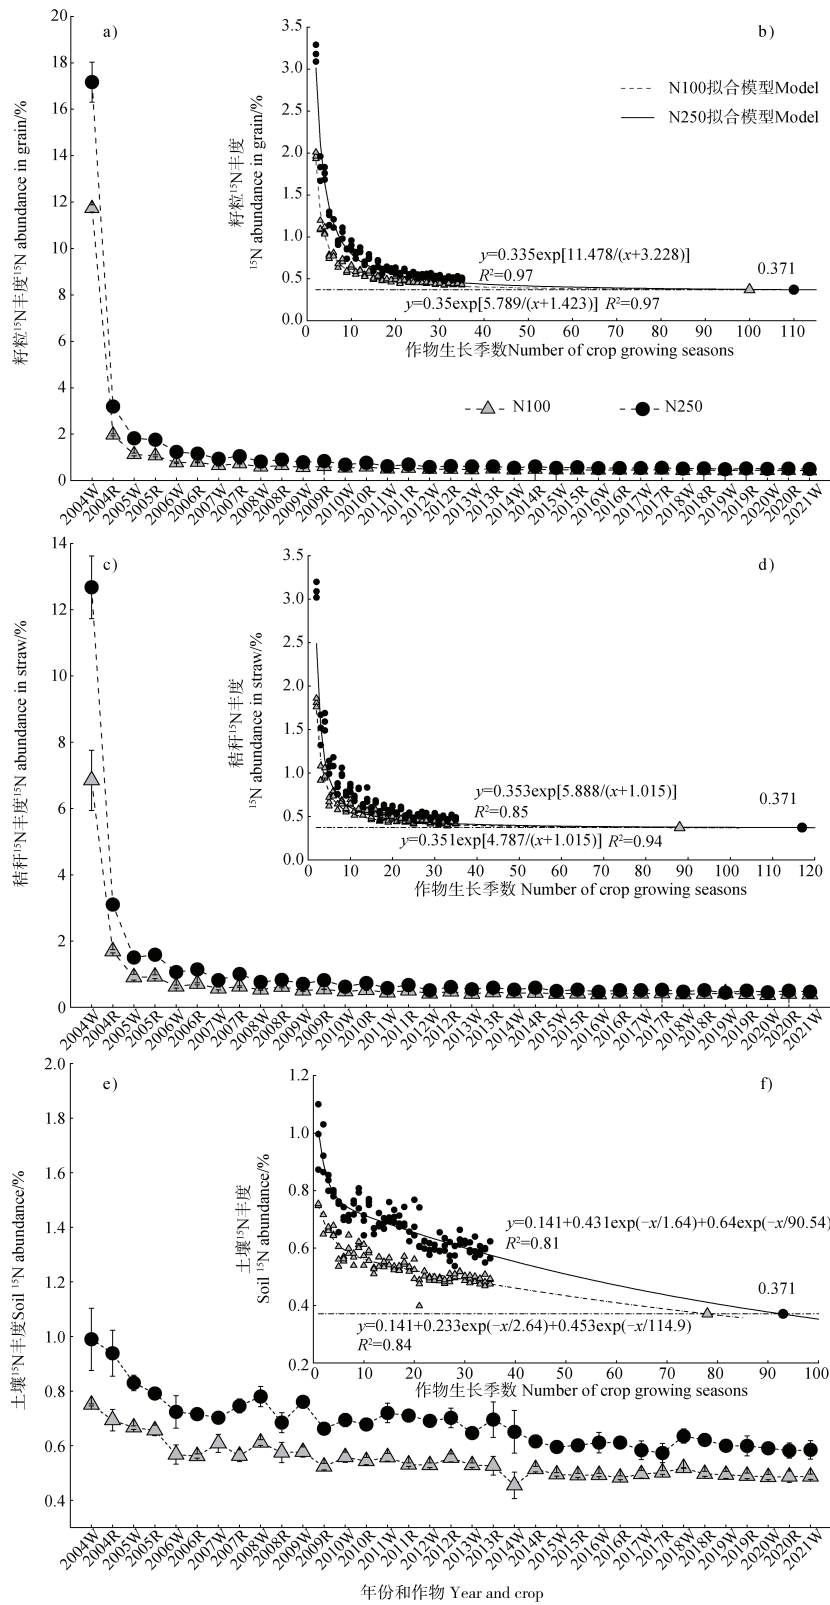 a)
籽粒¹⁵N丰度¹⁵N abundance in grain/%
20
18
16
14
12
10
8
6
4
2
0
b)
籽粒¹⁵N丰度
¹⁵N abundance in grain/%
3.5
3.0
2.5
2.0
1.5
1.0
0.5
0.0
N100拟合模型Model
N250拟合模型Model
y=0.335exp[11.478/(x+3.228)]
R²=0.97
0.371
y=0.35exp[5.789/(x+1.423)] R²=0.97
0 10 20 30 40 50 60 70 80 90 100 110
作物生长季数Number of crop growing seasons
N100 N250
2004W 2004R 2005W 2005R 2006W 2006R 2007W 2007R 2008W 2008R 2009W 2009R 2010W 2010R 2011W 2011R 2012W 2012R 2013W 2013R 2014W 2014R 2015W 2015R 2016W 2016R 2017W 2017R 2018W 2018R 2019W 2019R 2020W 2020R 2021W
c)
秸秆¹⁵N丰度¹⁵N abundance in straw/%
14
12
10
8
6
4
2
0
d)
秸秆¹⁵N丰度
¹⁵N abundance in straw/%
3.5
3.0
2.5
2.0
1.5
1.0
0.5
0.0
y=0.353exp[5.888/(x+1.015)]
R²=0.85
0.371
y=0.351exp[4.787/(x+1.015)] R²=0.94
0 10 20 30 40 50 60 70 80 90 100 110 120
作物生长季数 Number of crop growing seasons
2004W 2004R 2005W 2005R 2006W 2006R 2007W 2007R 2008W 2008R 2009W 2009R 2010W 2010R 2011W 2011R 2012W 2012R 2013W 2013R 2014W 2014R 2015W 2015R 2016W 2016R 2017W 2017R 2018W 2018R 2019W 2019R 2020W 2020R 2021W
e)
土壤¹⁵N丰度Soil ¹⁵N abundance/%
2.0
1.8
1.6
1.4
1.2
1.0
0.8
0.6
0.4
f)
土壤¹⁵N丰度
Soil ¹⁵N abundance/%
1.2
1.0
0.8
0.6
0.4
0.2
y=0.141+0.431exp(−x/1.64)+0.64exp(−x/90.54)
R²=0.81
0.371
y=0.141+0.233exp(−x/2.64)+0.453exp(−x/114.9)
R²=0.84
0 10 20 30 40 50 60 70 80 90 100
作物生长季数 Number of crop growing seasons
2004W 2004R 2005W 2005R 2006W 2006R 2007W 2007R 2008W 2008R 2009W 2009R 2010W 2010R 2011W 2011R 2012W 2012R 2013W 2013R 2014W 2014R 2015W 2015R 2016W 2016R 2017W 2017R 2018W 2018R 2019W 2019R 2020W 2020R 2021W
年份和作物 Year and crop